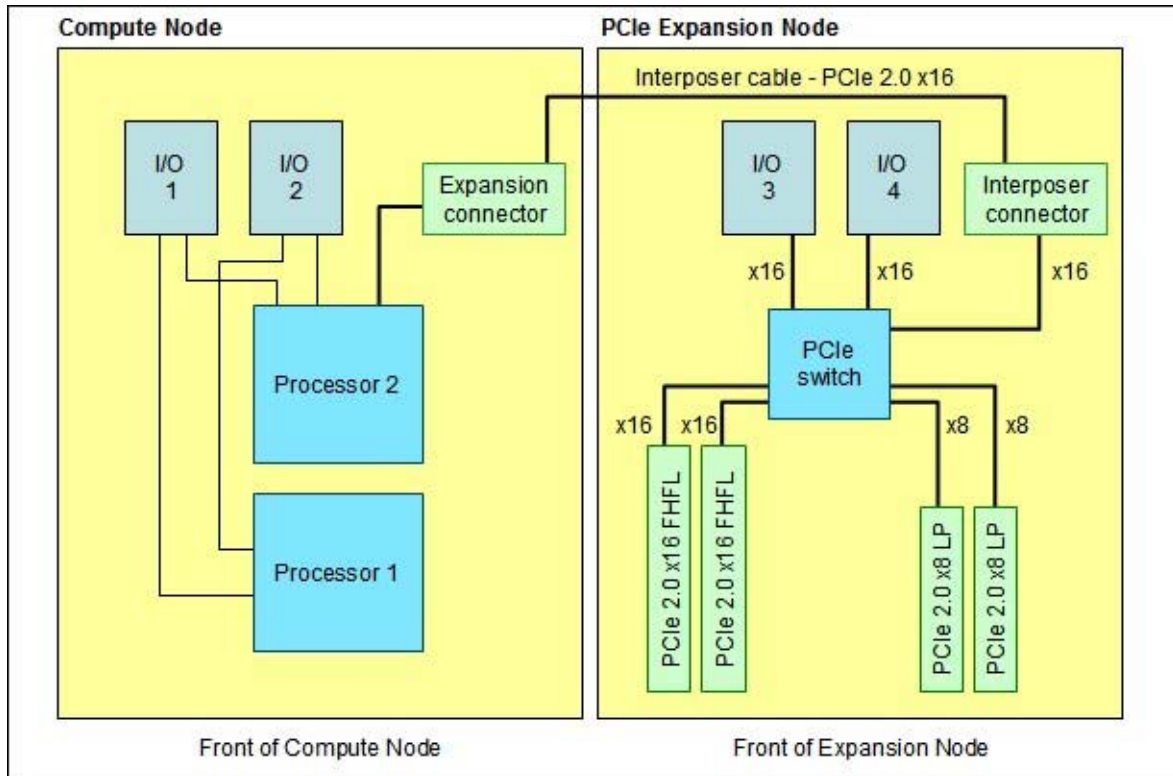 Compute Node
PCIe Expansion Node
Interposer cable - PCIe 2.0 x16
I/O
1
I/O
2
Expansion
connector
I/O
3
I/O
4
Interposer
connector
x16
x16
x16
Processor 2
PCIe
switch
x16
x16
x8
x8
Processor 1
PCIe 2.0 x16 FHFL
PCIe 2.0 x16 FHFL
PCIe 2.0 x8 LP
PCIe 2.0 x8 LP
Front of Compute Node
Front of Expansion Node